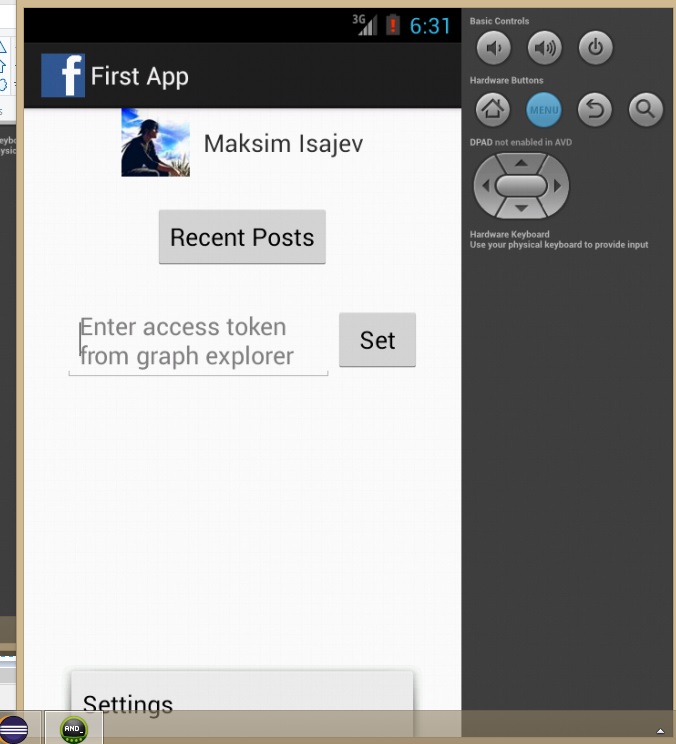 3G
6:31
f First App
Maksim Isajev
Recent Posts
Enter access token
from graph explorer
Set
Settings
Basic Controls
Hardware Buttons
MENU
DPAD not enabled in AVD
Hardware Keyboard
Use your physical keyboard to provide input
AND_